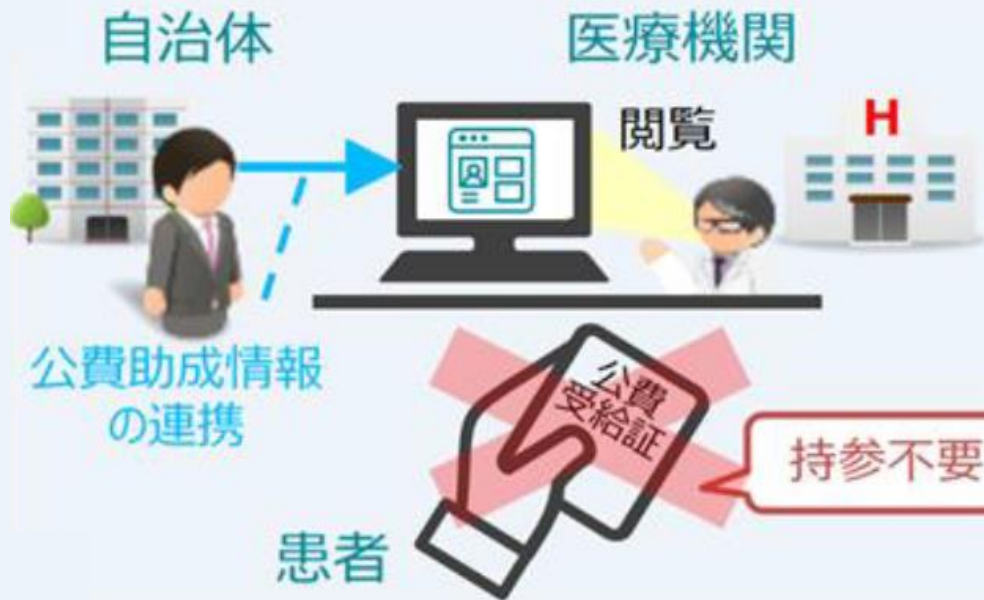 自治体
医療機関
閲覧
H
公費助成情報
の連携
公費
受給証
持参不要
患者